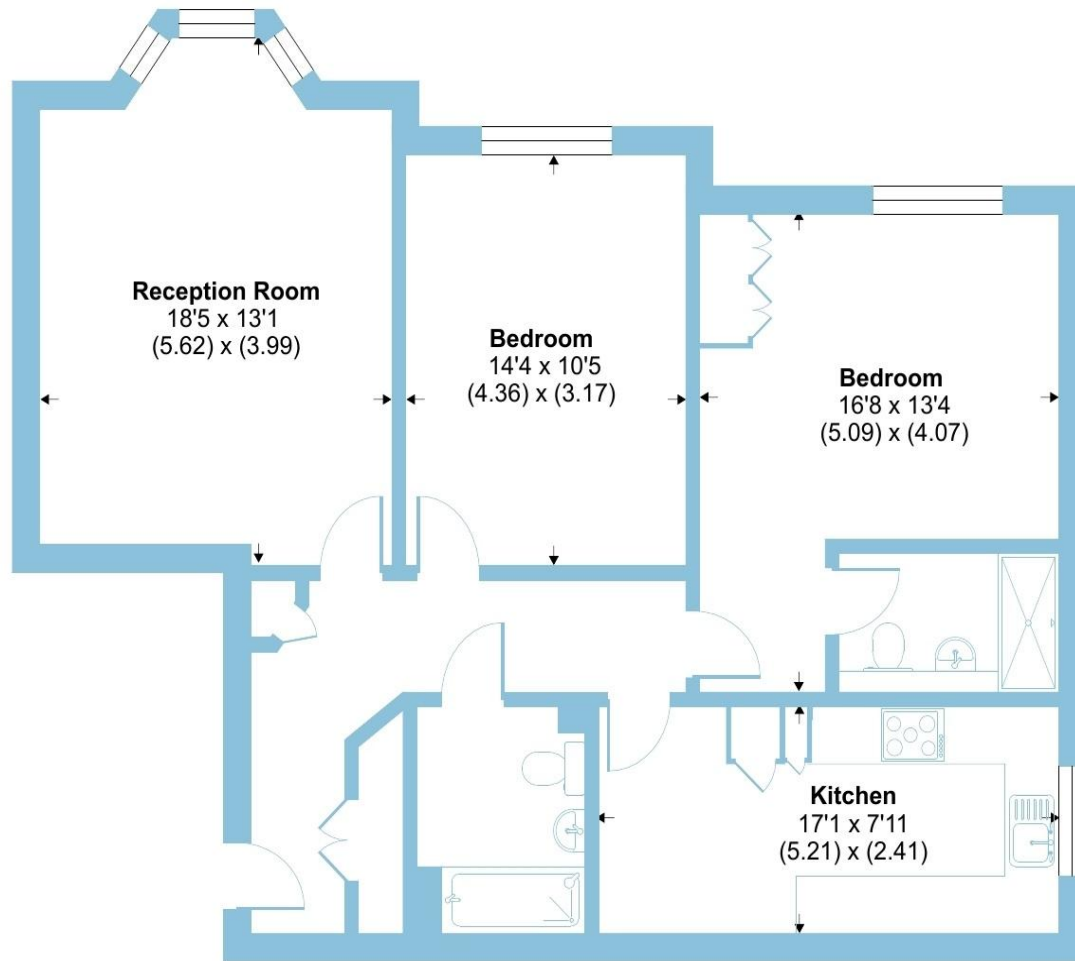 Reception Room
18'5 x 13'1
(5.62) x (3.99)
Bedroom
14'4 x 10'5
(4.36) x (3.17)
Bedroom
16'8 x 13'4
(5.09) x (4.07)
Kitchen
17'1 x 7'11
(5.21) x (2.41)